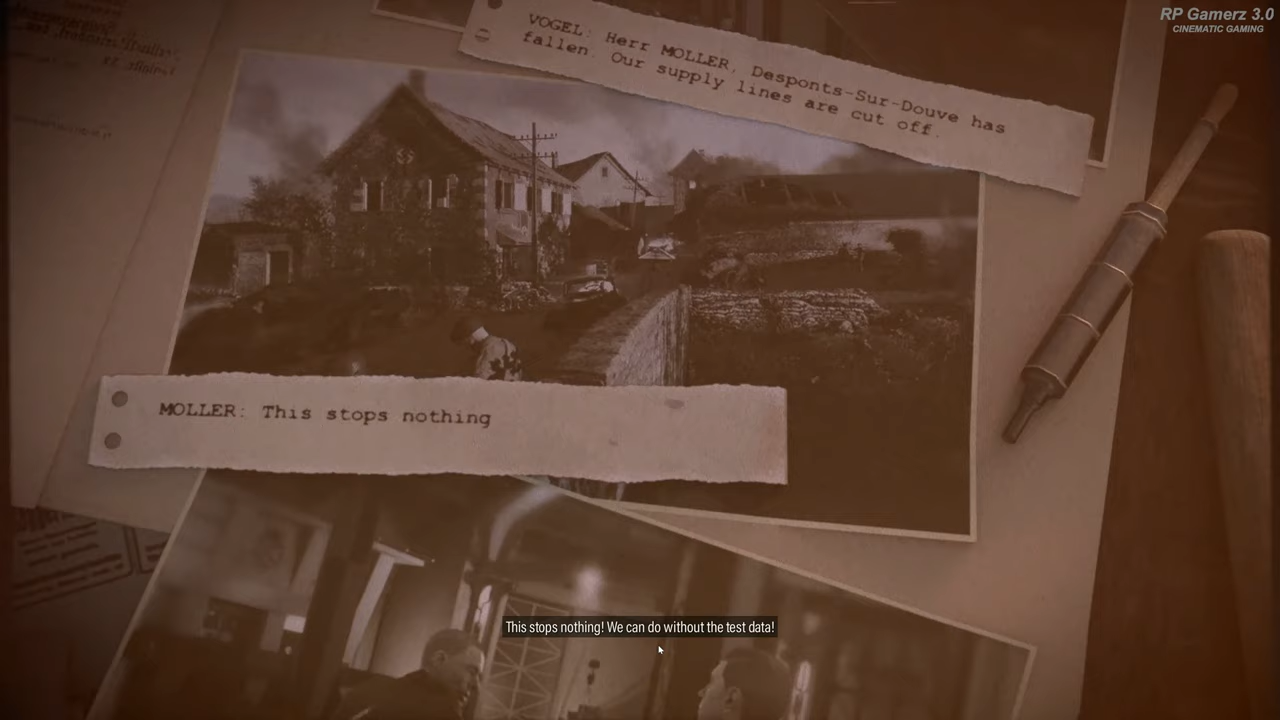 RP Gamerz 3.0
CINEMATIC GAMING
VOGEL: Herr MOLLER, Desponts-Sur-Douve has
fallen. Our supply lines are cut off.
MOLLER: This stops nothing
This stops nothing! We can do without the test data!